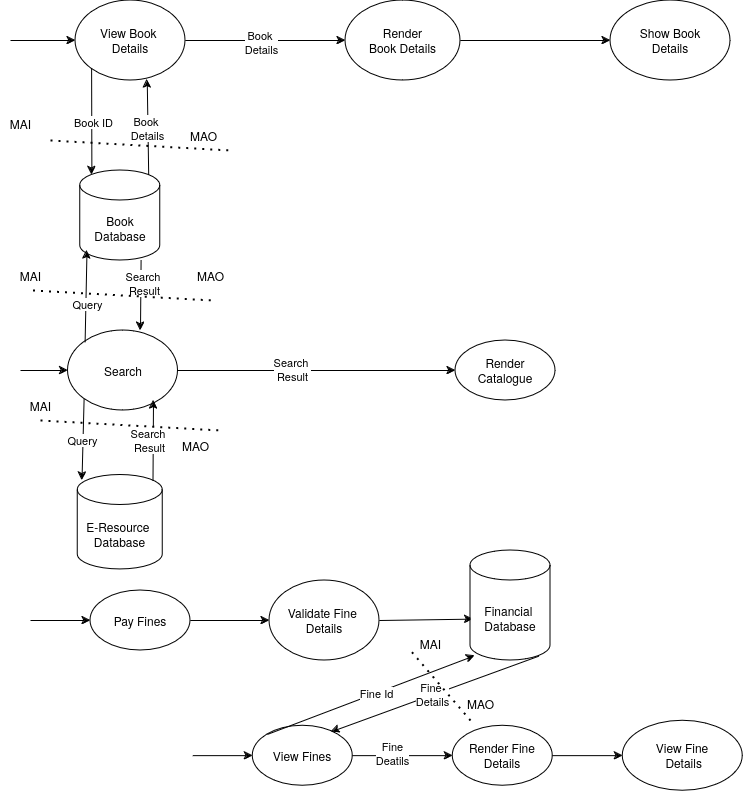 View Book
Details
Book
Details
Render
Book Details
Show Book
Details
MAI
Book ID
Book
Details
MAO
Book
Database
MAI
Search
Result
MAO
Query
Search
Search
Result
Render
Catalogue
MAI
Query
Search
Result
MAO
E-Resource
Database
Pay Fines
Validate Fine
Details
Financial
Database
MAI
Fine Id
Fine
Details
MAO
View Fines
Fine
Deatils
Render Fine
Details
View Fine
Details